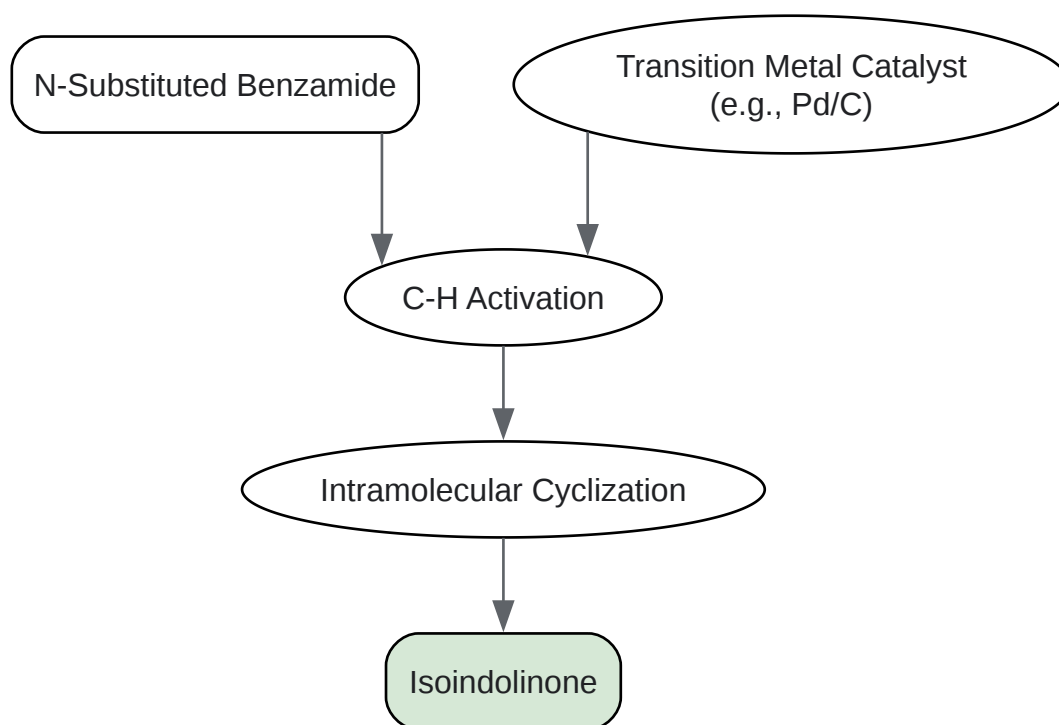 N-Substituted Benzamide
Transition Metal Catalyst
(e.g., Pd/C)
C-H Activation
Intramolecular Cyclization
Isoindolinone